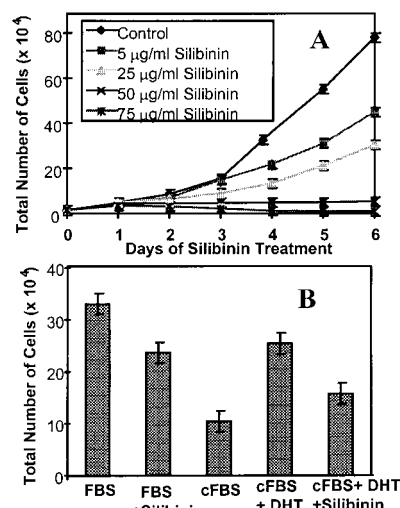 A
Control
5 µg/ml Silibinin
25 µg/ml Silibinin
50 µg/ml Silibinin
75 µg/ml Silibinin
Total Number of Cells (x 10⁴)
80
60
40
20
0
0 1 2 3 4 5 6
Days of Silibinin Treatment
B
Total Number of Cells (x 10⁴)
40
30
20
10
0
FBS FBS cFBS cFBS cFBS+ DHT
+Silibinin + DHT +Silibinin